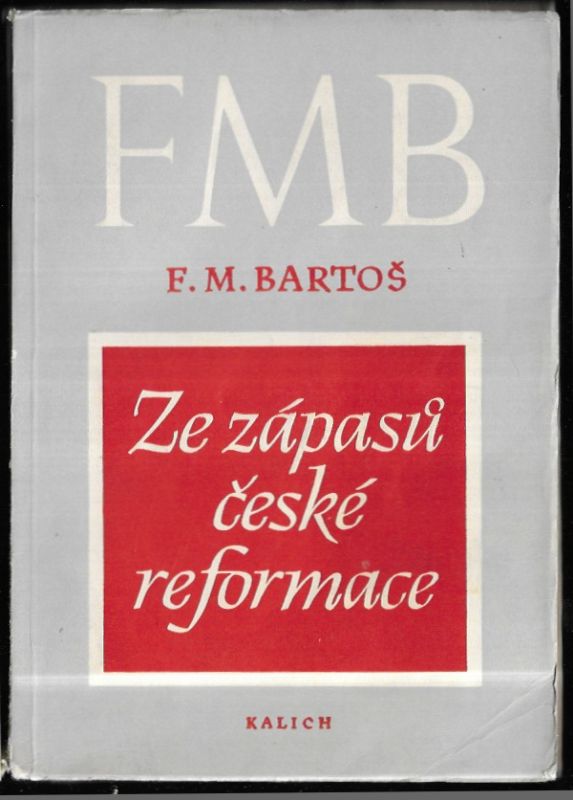 FMB
F. M. BARTOŠ
Ze zápasů
české
reformace
KALICH